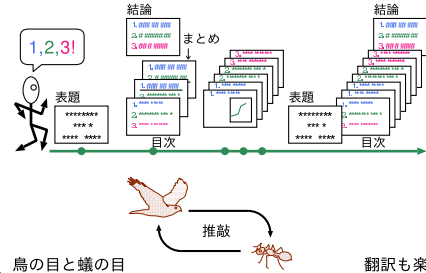 結論
結論
1,2,3!
まとめ
表題
表題
目次
目次
推敲
鳥の目と蟻の目
翻訳も楽